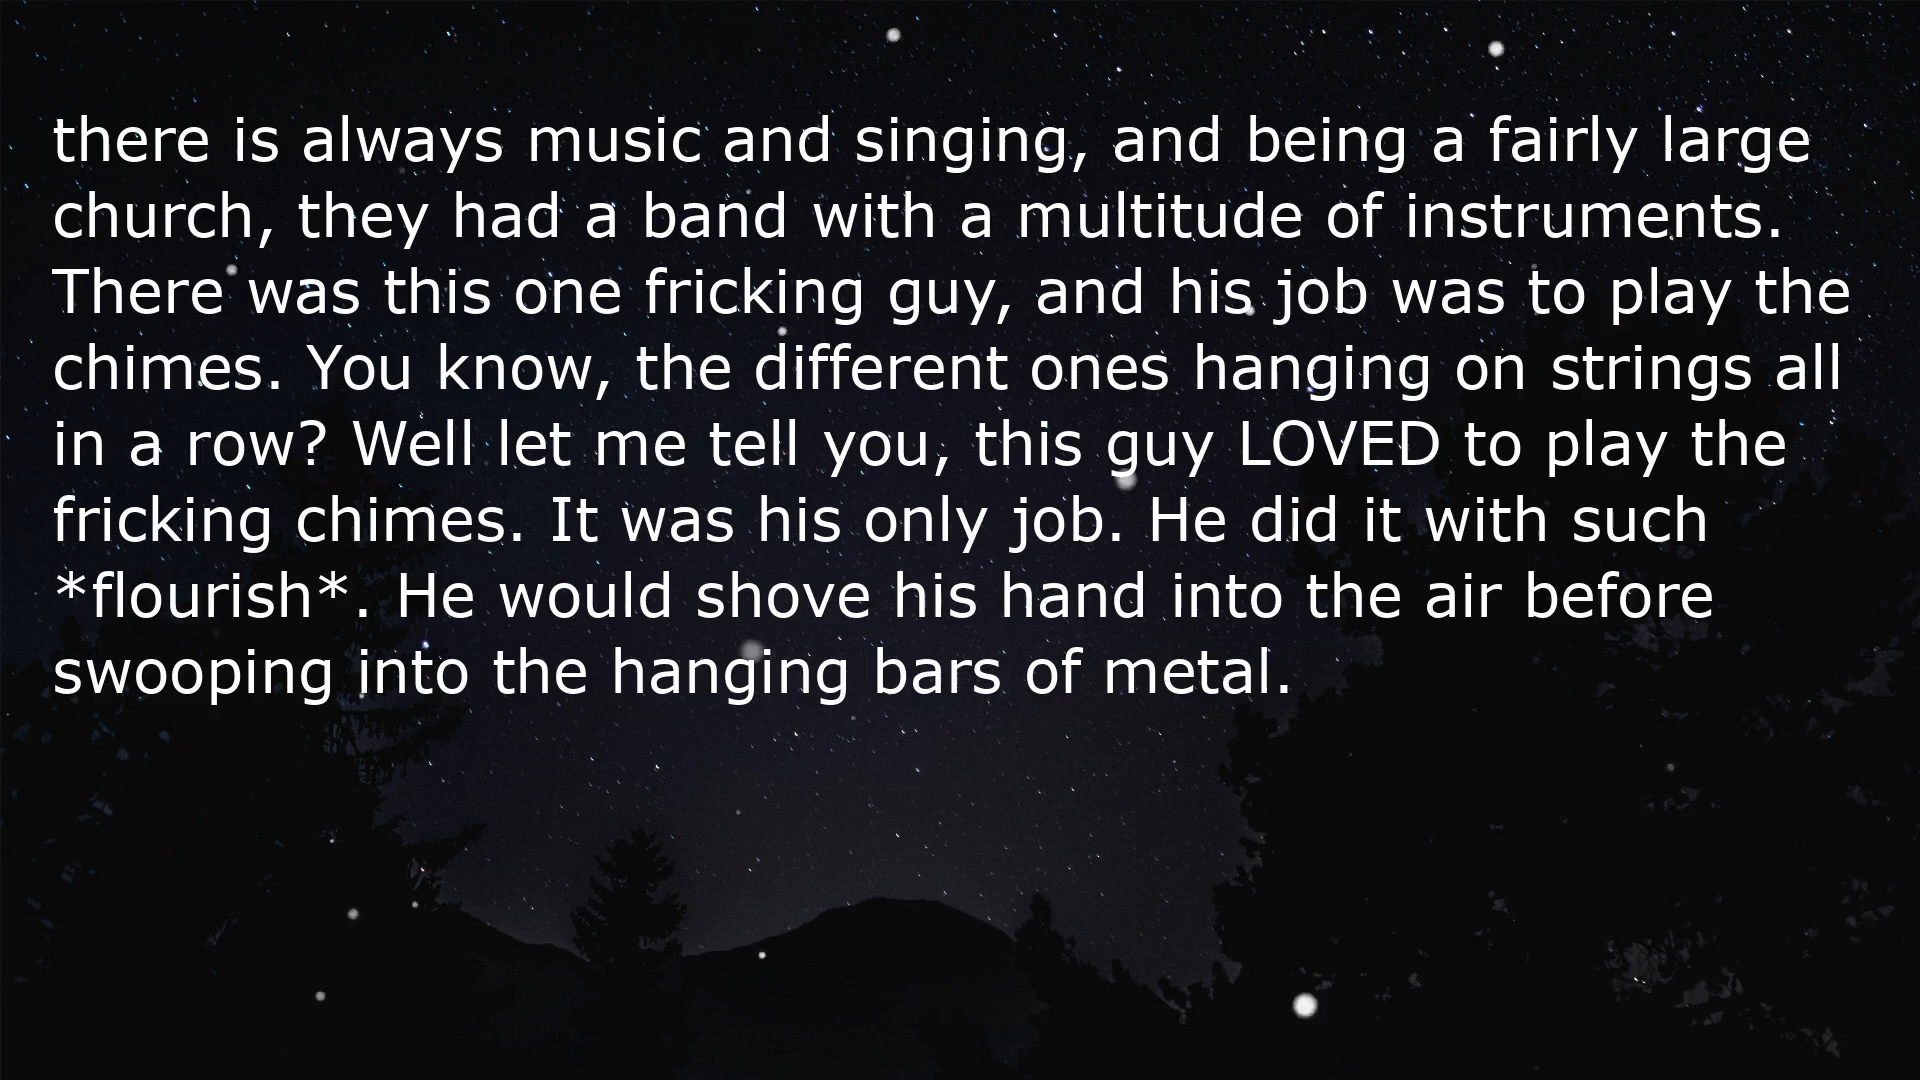 there is always music and singing, and being a fairly large
church, they had a band with a multitude of instruments.
There was this one fricking guy, and his job was to play the
chimes. You know, the different ones hanging on strings all
in a row? Well let me tell you, this guy LOVED to play the
fricking chimes. It was his only job. He did it with such
*flourish*. He would shove his hand into the air before
swooping into the hanging bars of metal.